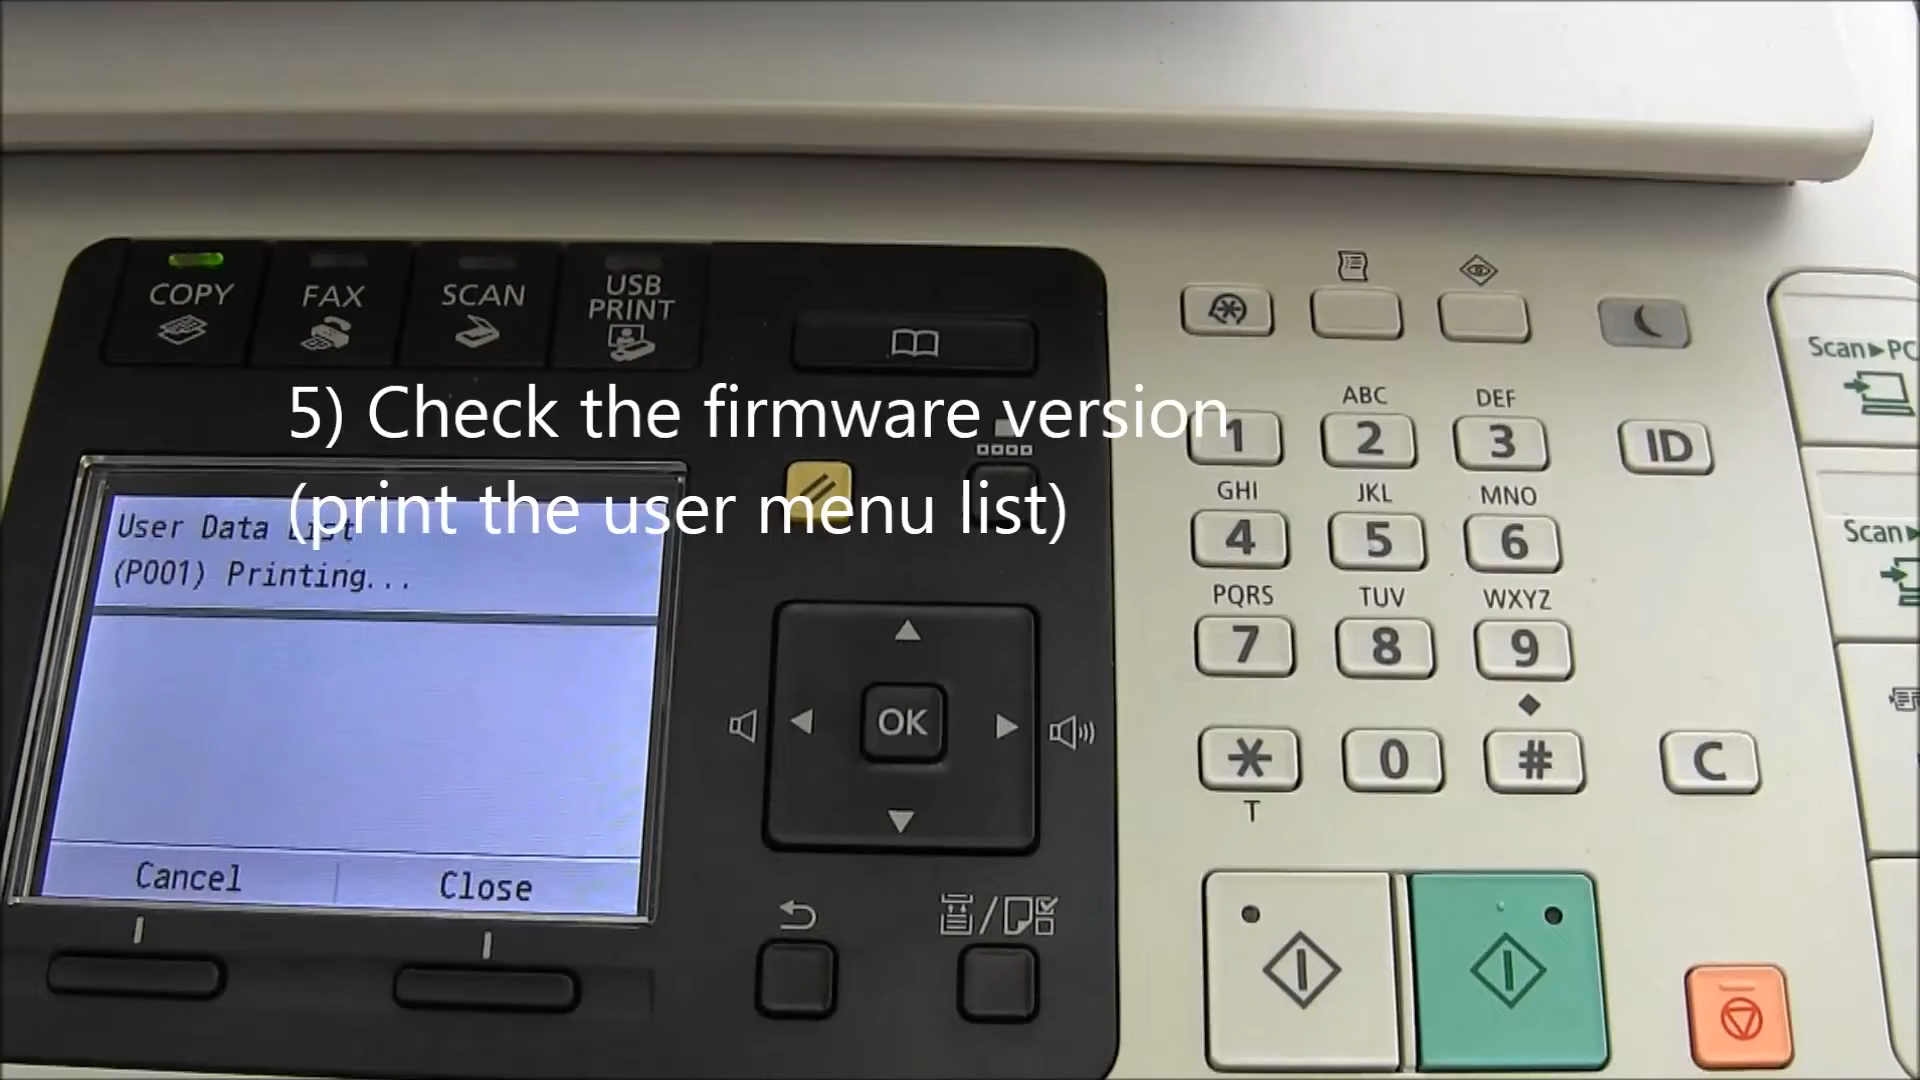 COPY
FAX
SCAN
USB
PRINT
Scan▶PC
5) Check the firmware version
(print the user menu list)
User Data List
(P001) Printing...
Cancel
Close
OK
1
ABC
2
DEF
3
ID
GHI
4
JKL
5
MNO
6
Scan▶
PQRS
7
TUV
8
WXYZ
9
*
T
0
#
C